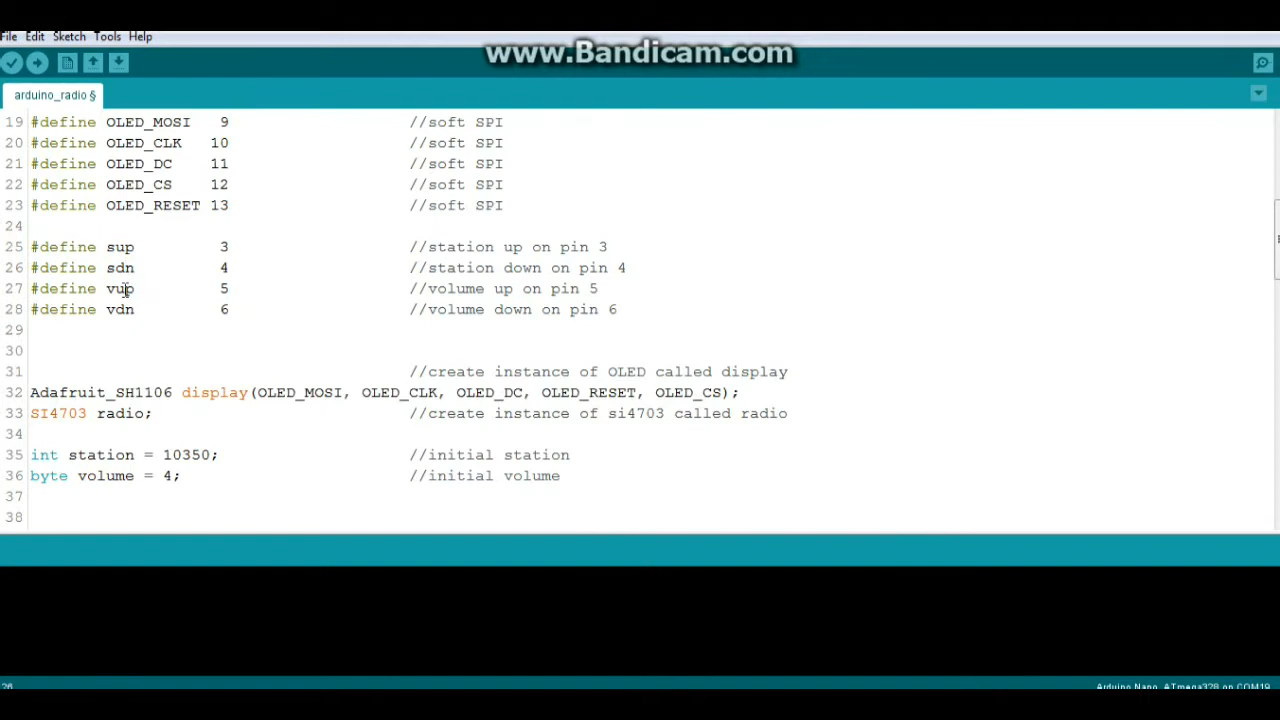 File Edit Sketch Tools Help
www.Bandicam.com
arduino_radio §
19 #define OLED_MOSI 9 //soft SPI
20 #define OLED_CLK 10 //soft SPI
21 #define OLED_DC 11 //soft SPI
22 #define OLED_CS 12 //soft SPI
23 #define OLED_RESET 13 //soft SPI
24
25 #define sup 3 //station up on pin 3
26 #define sdn 4 //station down on pin 4
27 #define vup 5 //volume up on pin 5
28 #define vdn 6 //volume down on pin 6
29
30
31 //create instance of OLED called display
32 Adafruit_SH1106 display(OLED_MOSI, OLED_CLK, OLED_DC, OLED_RESET, OLED_CS);
33 SI4703 radio; //create instance of si4703 called radio
34
35 int station = 10350; //initial station
36 byte volume = 4; //initial volume
37
38
26 Arduino Nano, ATmega328 on COM19